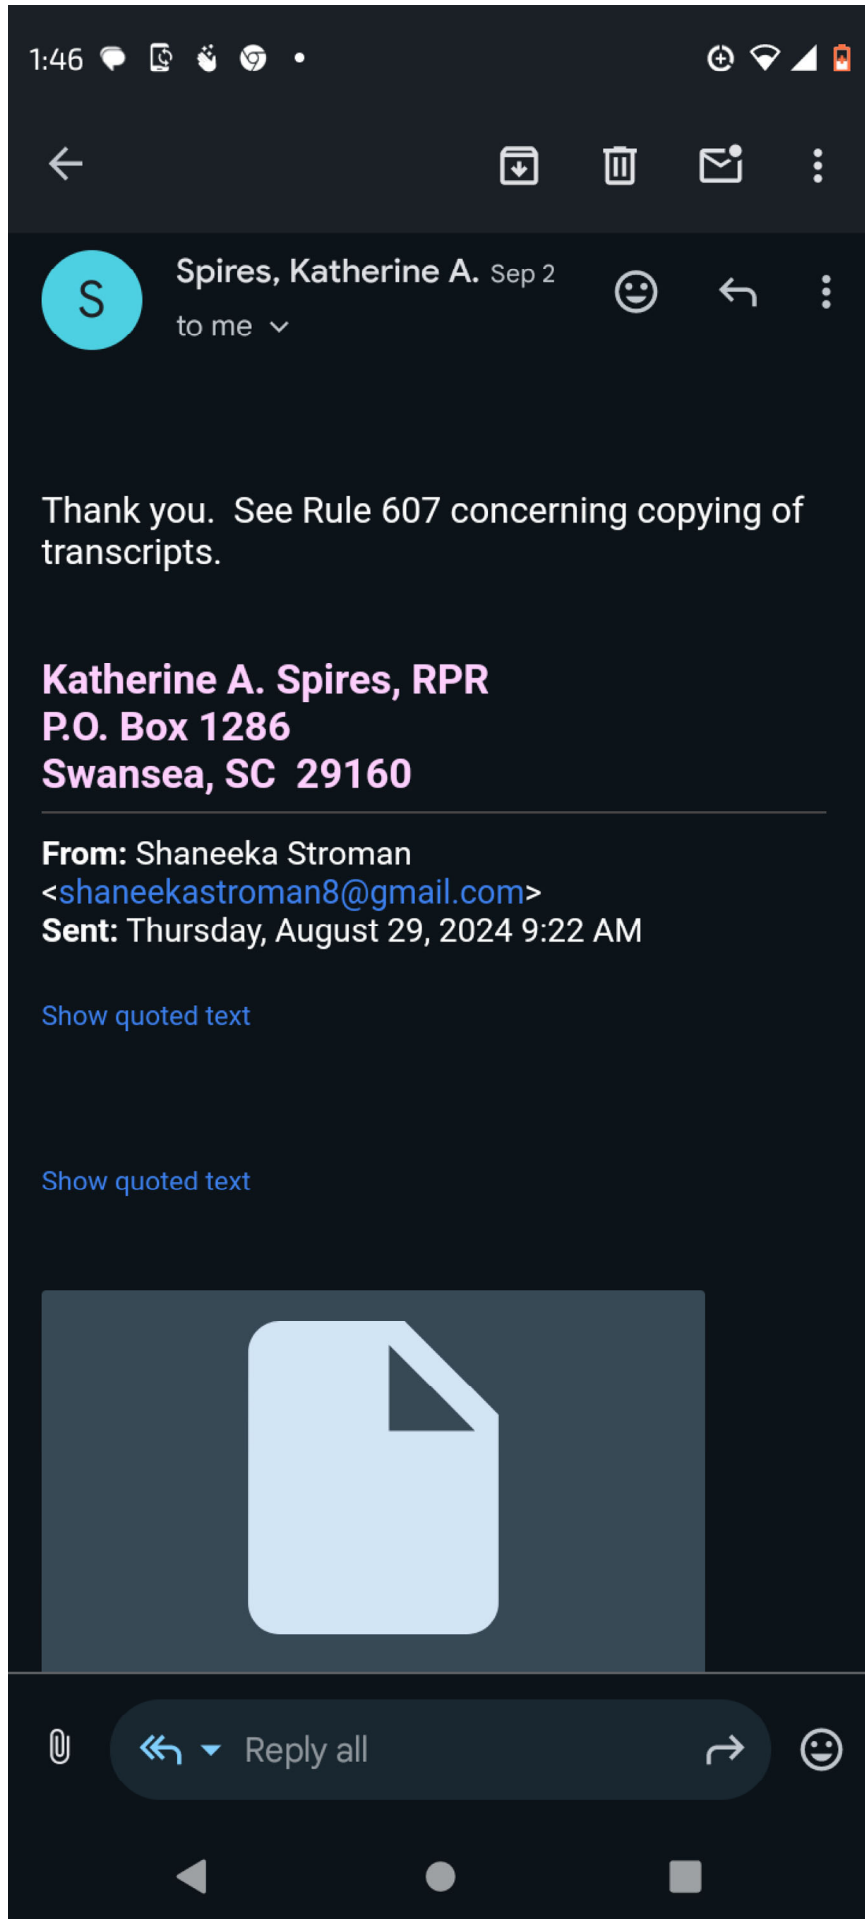 1:46
S
Spires, Katherine A. Sep 2
to me
Thank you.  See Rule 607 concerning copying of
transcripts.
Katherine A. Spires, RPR
P.O. Box 1286
Swansea, SC  29160
From: Shaneeka Stroman
<shaneekastroman8@gmail.com>
Sent: Thursday, August 29, 2024 9:22 AM
Show quoted text
Show quoted text
Reply all